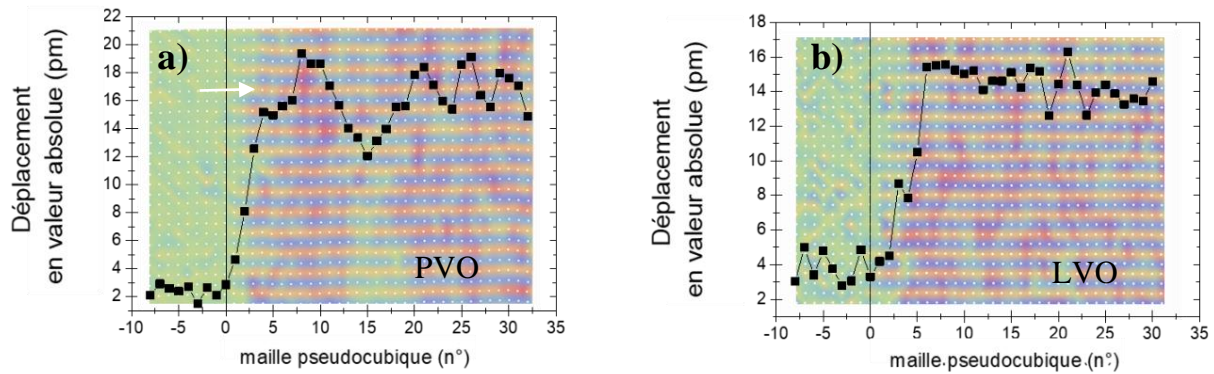 a)
22
20
18
16
14
12
10
8
6
4
2
Déplacement
en valeur absolue (pm)
PVO
-10 -5 0 5 10 15 20 25 30 35
maille pseudocubique (n°)
b)
18
16
14
12
10
8
6
4
2
Déplacement
en valeur absolue (pm)
LVO
-10 -5 0 5 10 15 20 25 30 35
maille pseudocubique (n°)